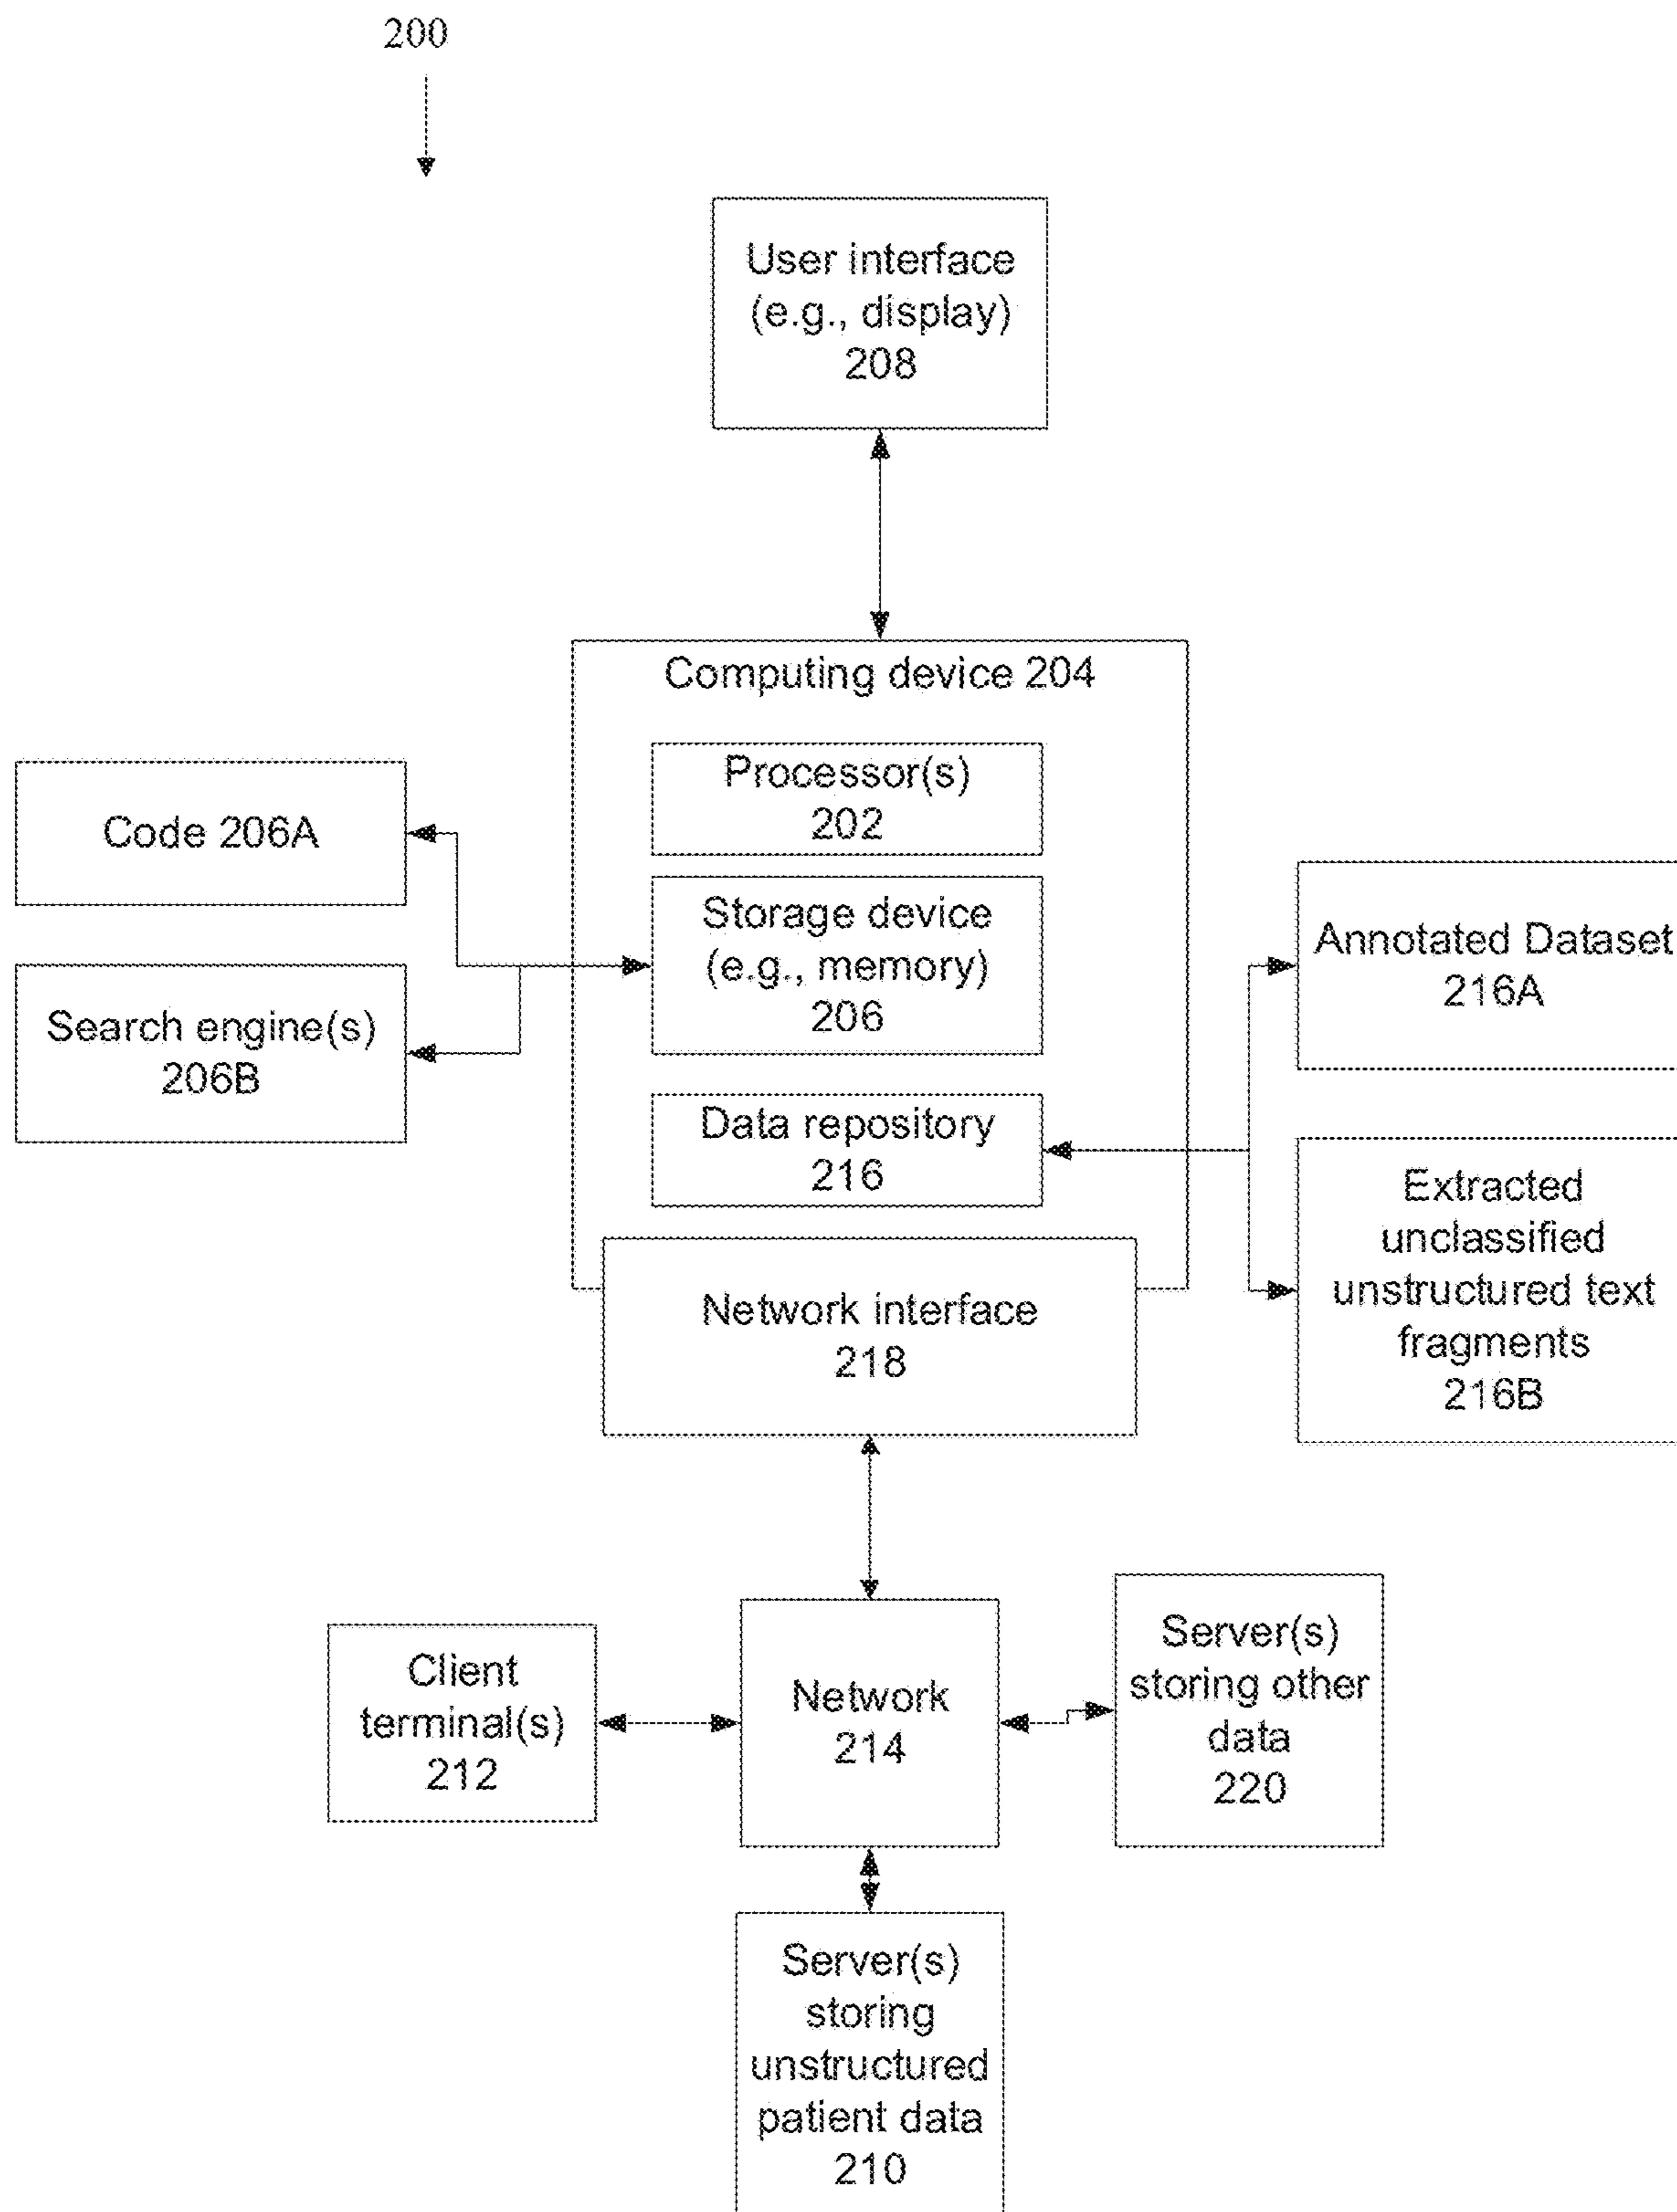 200
User interface
(e.g., display)
208
Computing device 204
Processor(s)
202
Code 206A
Storage device
(e.g., memory)
206
Annotated Dataset
216A
Search engine(s)
206B
Data repository
216
Extracted
unclassified
unstructured text
fragments
216B
Network interface
218
Client
terminal(s)
212
Network
214
Server(s)
storing other
data
220
Server(s)
storing
unstructured
patient data
210